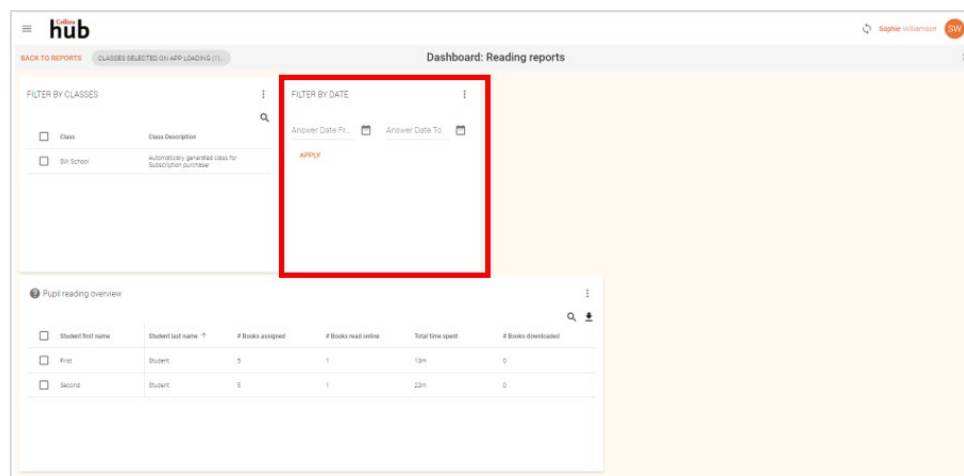 Collins
hub
Sophie Williamson SW
BACK TO REPORTS CLASSES SELECTED ON APP LOADING (1)...
Dashboard: Reading reports
FILTER BY CLASSES
Class Class Description
SW School Automatically generated class for
Subscription purchaser
FILTER BY DATE
Answer Date Fr... Answer Date To
APPLY
Pupil reading overview
Student first name Student last name # Books assigned # Books read online Total time spent # Books downloaded
First Student 5 1 0
Second Student 5 1 22m 0